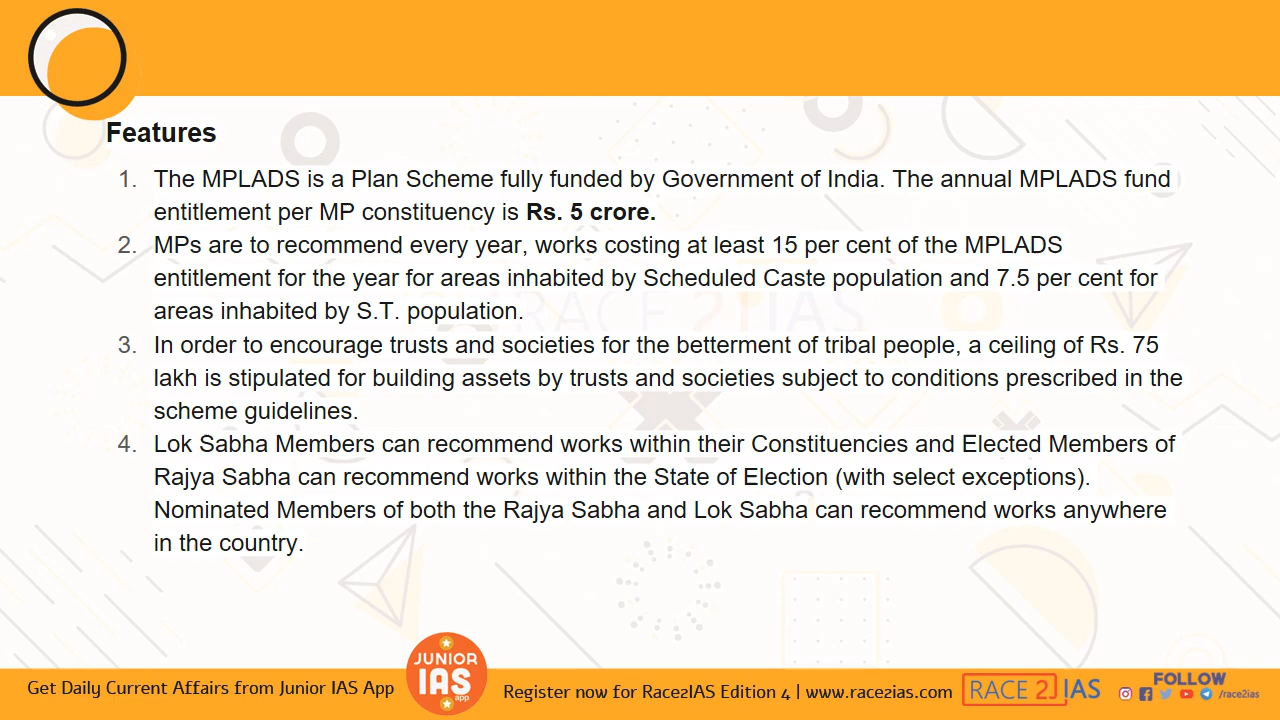 Features
1. The MPLADS is a Plan Scheme fully funded by Government of India. The annual MPLADS fund
entitlement per MP constituency is Rs. 5 crore.
2. MPs are to recommend every year, works costing at least 15 per cent of the MPLADS
entitlement for the year for areas inhabited by Scheduled Caste population and 7.5 per cent for
areas inhabited by S.T. population.
3. In order to encourage trusts and societies for the betterment of tribal people, a ceiling of Rs. 75
lakh is stipulated for building assets by trusts and societies subject to conditions prescribed in the
scheme guidelines.
4. Lok Sabha Members can recommend works within their Constituencies and Elected Members of
Rajya Sabha can recommend works within the State of Election (with select exceptions).
Nominated Members of both the Rajya Sabha and Lok Sabha can recommend works anywhere
in the country.
RACE 2 IAS
Get Daily Current Affairs from Junior IAS App
JUNIOR
IAS
app
Register now for Race2IAS Edition 4 | www.race2ias.com
RACE 2 IAS
FOLLOW
/race2ias